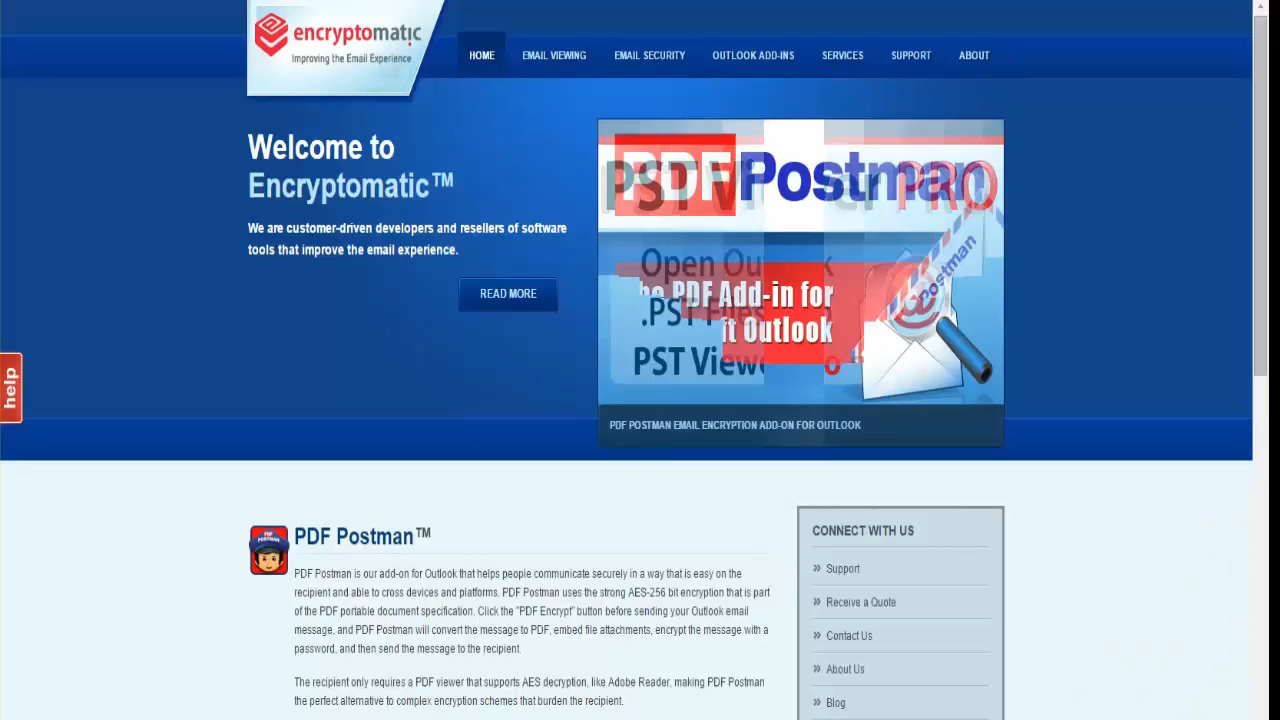 encryptomatic
Improving the Email Experience
HOME EMAIL VIEWING EMAIL SECURITY OUTLOOK ADD-INS SERVICES SUPPORT ABOUT
Welcome to
Encryptomatic™
We are customer-driven developers and resellers of software
tools that improve the email experience.
READ MORE
help
PDF Postman
PRO
Open
PDF Add-in for
.PST Files
Outlook
PST
Postman
PDF POSTMAN EMAIL ENCRYPTION ADD-ON FOR OUTLOOK
PDF
POSTMAN
PDF Postman™
PDF Postman is our add-on for Outlook that helps people communicate securely in a way that is easy on the
recipient and able to cross devices and platforms. PDF Postman uses the strong AES-256 bit encryption that is part
of the PDF portable document specification. Click the "PDF Encrypt" button before sending your Outlook email
message, and PDF Postman will convert the message to PDF, embed file attachments, encrypt the message with a
password, and then send the message to the recipient.
The recipient only requires a PDF viewer that supports AES decryption, like Adobe Reader, making PDF Postman
the perfect alternative to complex encryption schemes that burden the recipient.
CONNECT WITH US
» Support
» Receive a Quote
» Contact Us
» About Us
» Blog